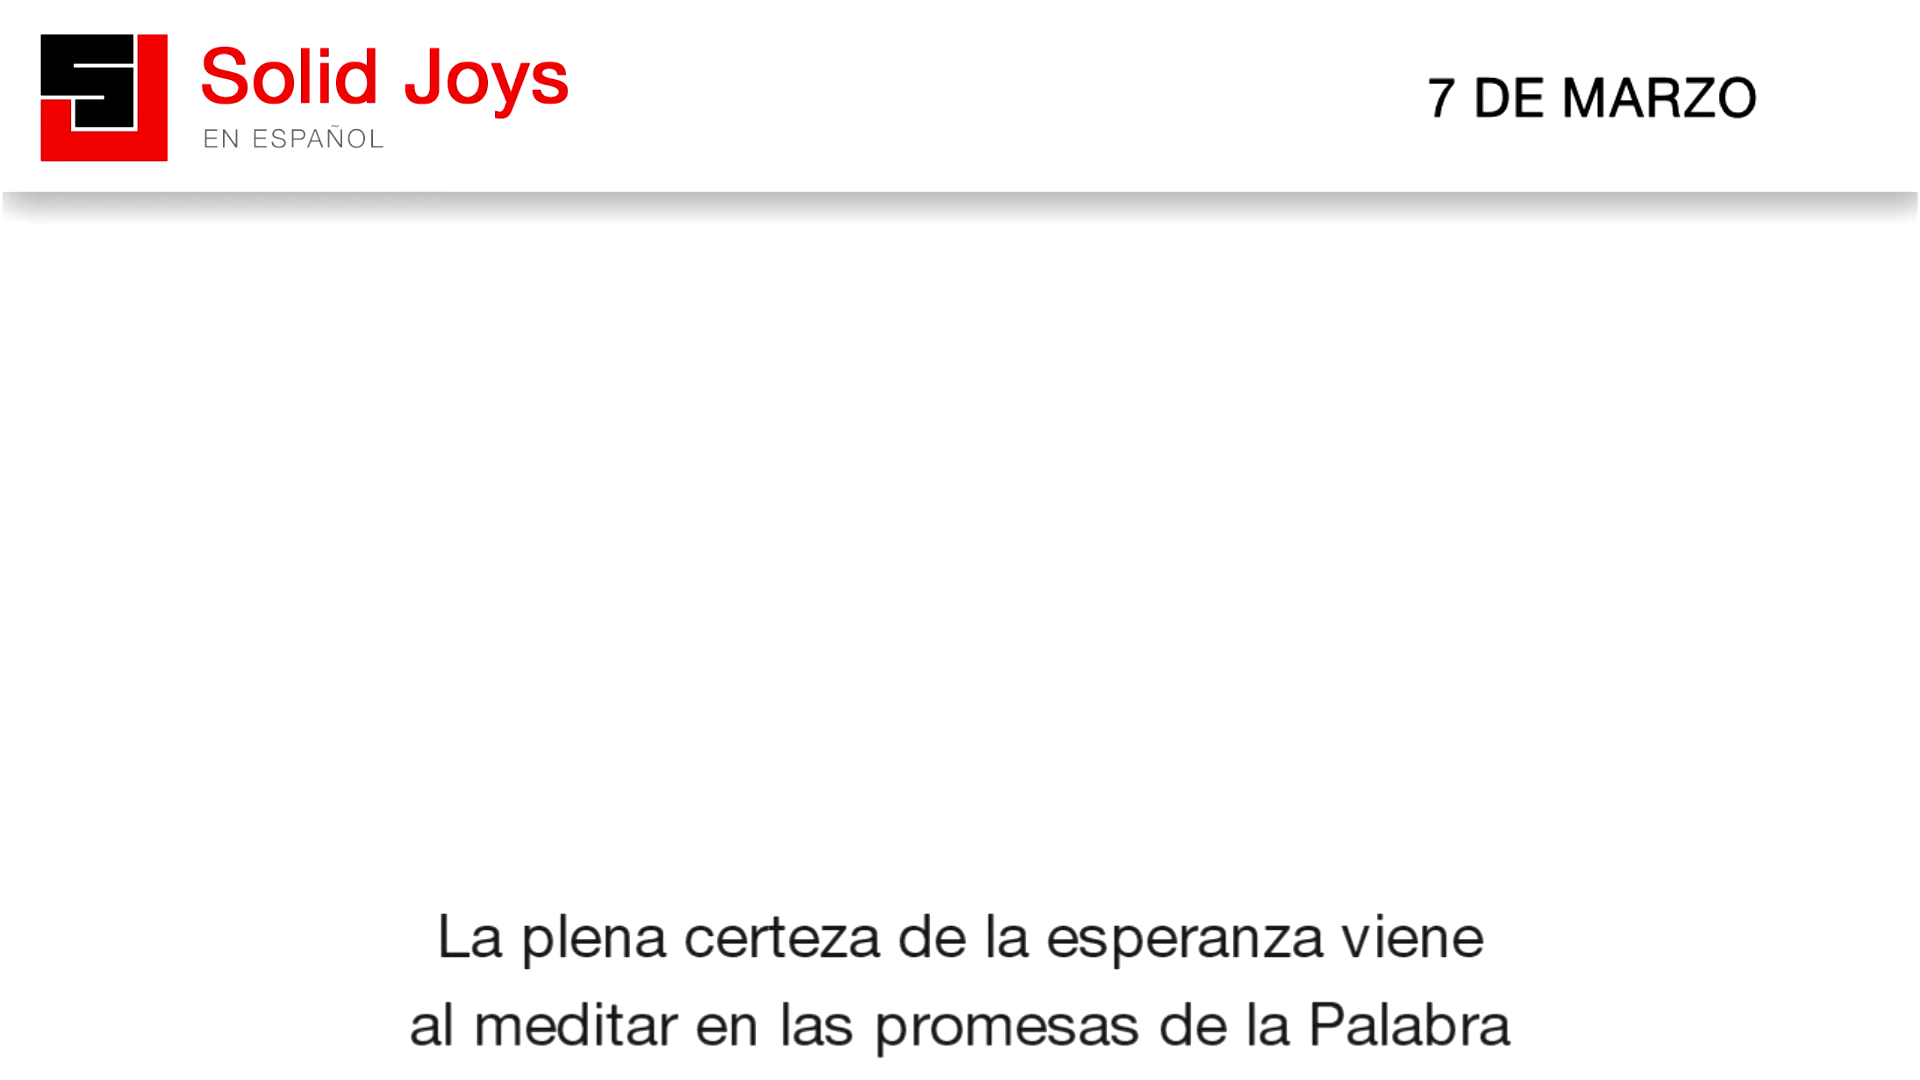 Solid Joys
EN ESPAÑOL
7 DE MARZO
La plena certeza de la esperanza viene
al meditar en las promesas de la Palabra